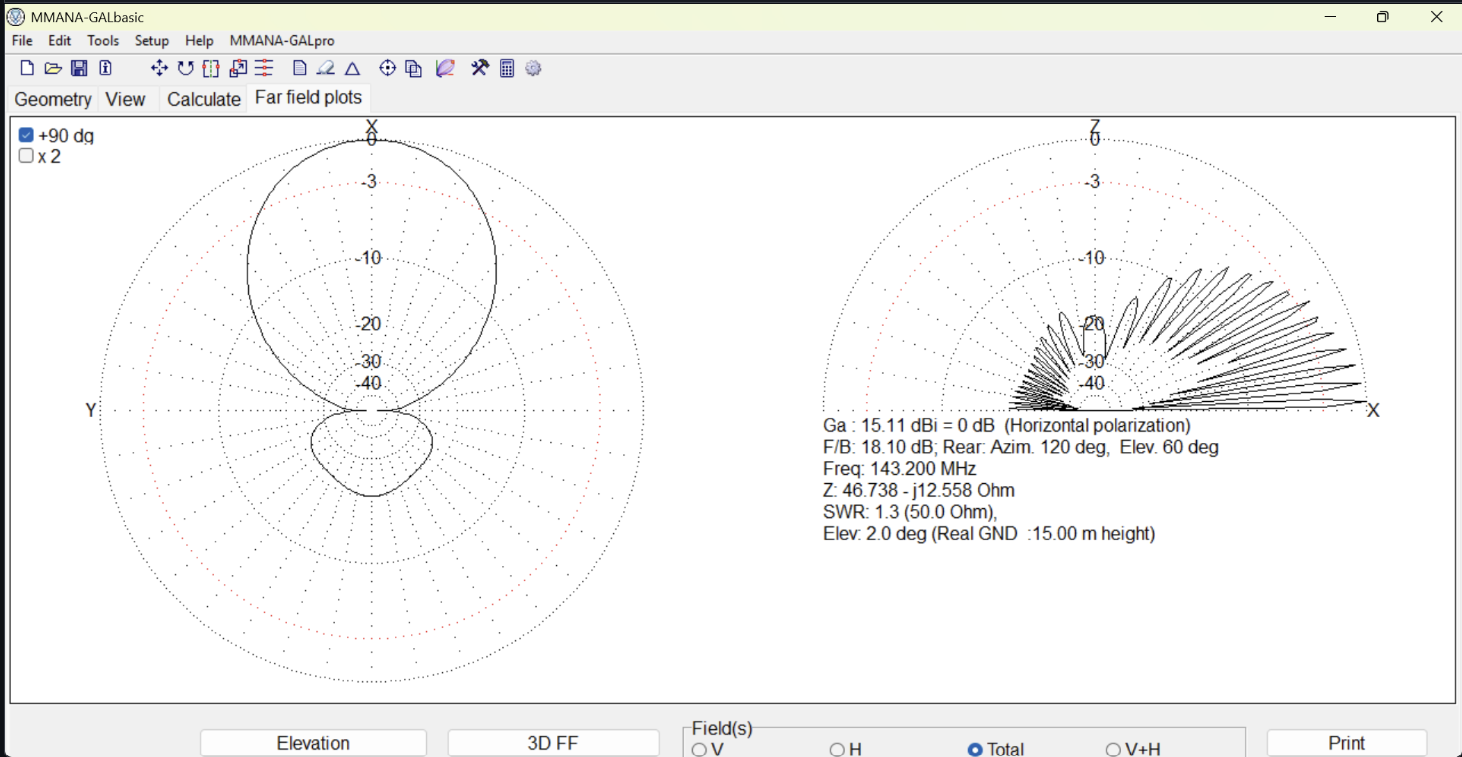 MMANA-GALbasic
File Edit Tools Setup Help MMANA-GALpro
Geometry View Calculate Far field plots
+90 dg
x 2
X
0
-3
-10
-20
-30
-40
Y
Z
0
-3
-10
-20
-30
-40
X
Ga : 15.11 dBi = 0 dB (Horizontal polarization)
F/B: 18.10 dB; Rear: Azim. 120 deg, Elev. 60 deg
Freq: 143.200 MHz
Z: 46.738 - j12.558 Ohm
SWR: 1.3 (50.0 Ohm),
Elev: 2.0 deg (Real GND :15.00 m height)
Elevation
3D FF
Field(s)
V H Total V+H
Print